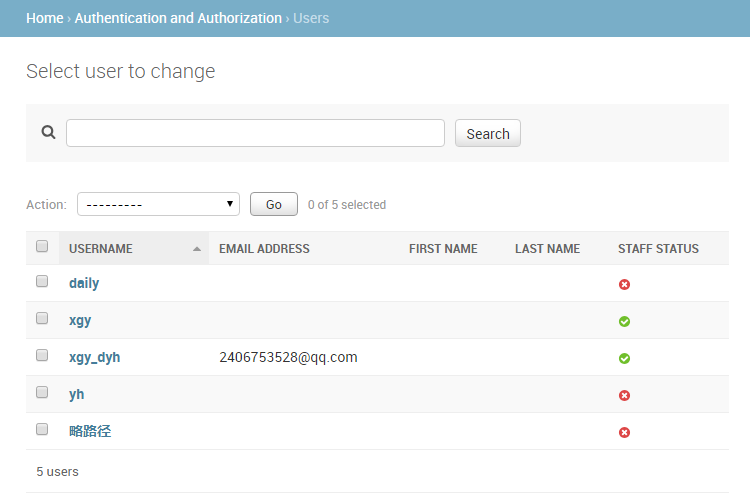 Home › Authentication and Authorization › Users
Select user to change
Search
Action: --------- Go 0 of 5 selected
USERNAME EMAIL ADDRESS FIRST NAME LAST NAME STAFF STATUS
daily
xgy
xgy_dyh 2406753528@qq.com
yh
略路径
5 users